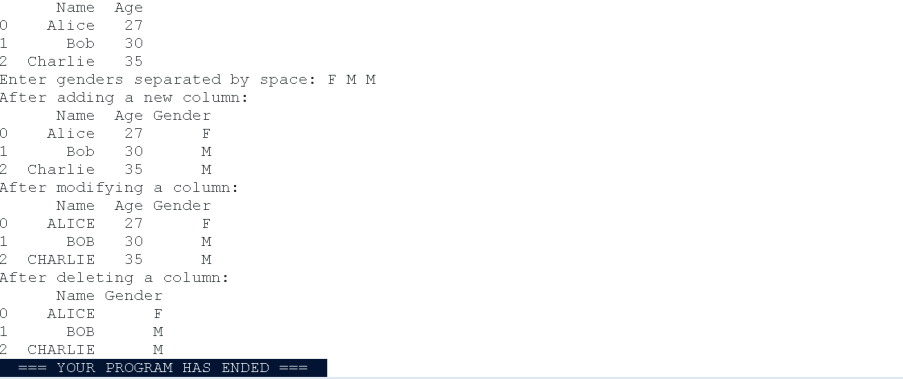 Name  Age
0     Alice   27
1       Bob   30
2  Charlie   35
Enter genders separated by space: F M M
After adding a new column:
      Name  Age Gender
0     Alice   27      F
1       Bob   30      M
2  Charlie   35      M
After modifying a column:
      Name  Age Gender
0     ALICE   27      F
1       BOB   30      M
2  CHARLIE   35      M
After deleting a column:
      Name Gender
0     ALICE      F
1       BOB      M
2  CHARLIE      M
=== YOUR PROGRAM HAS ENDED ===